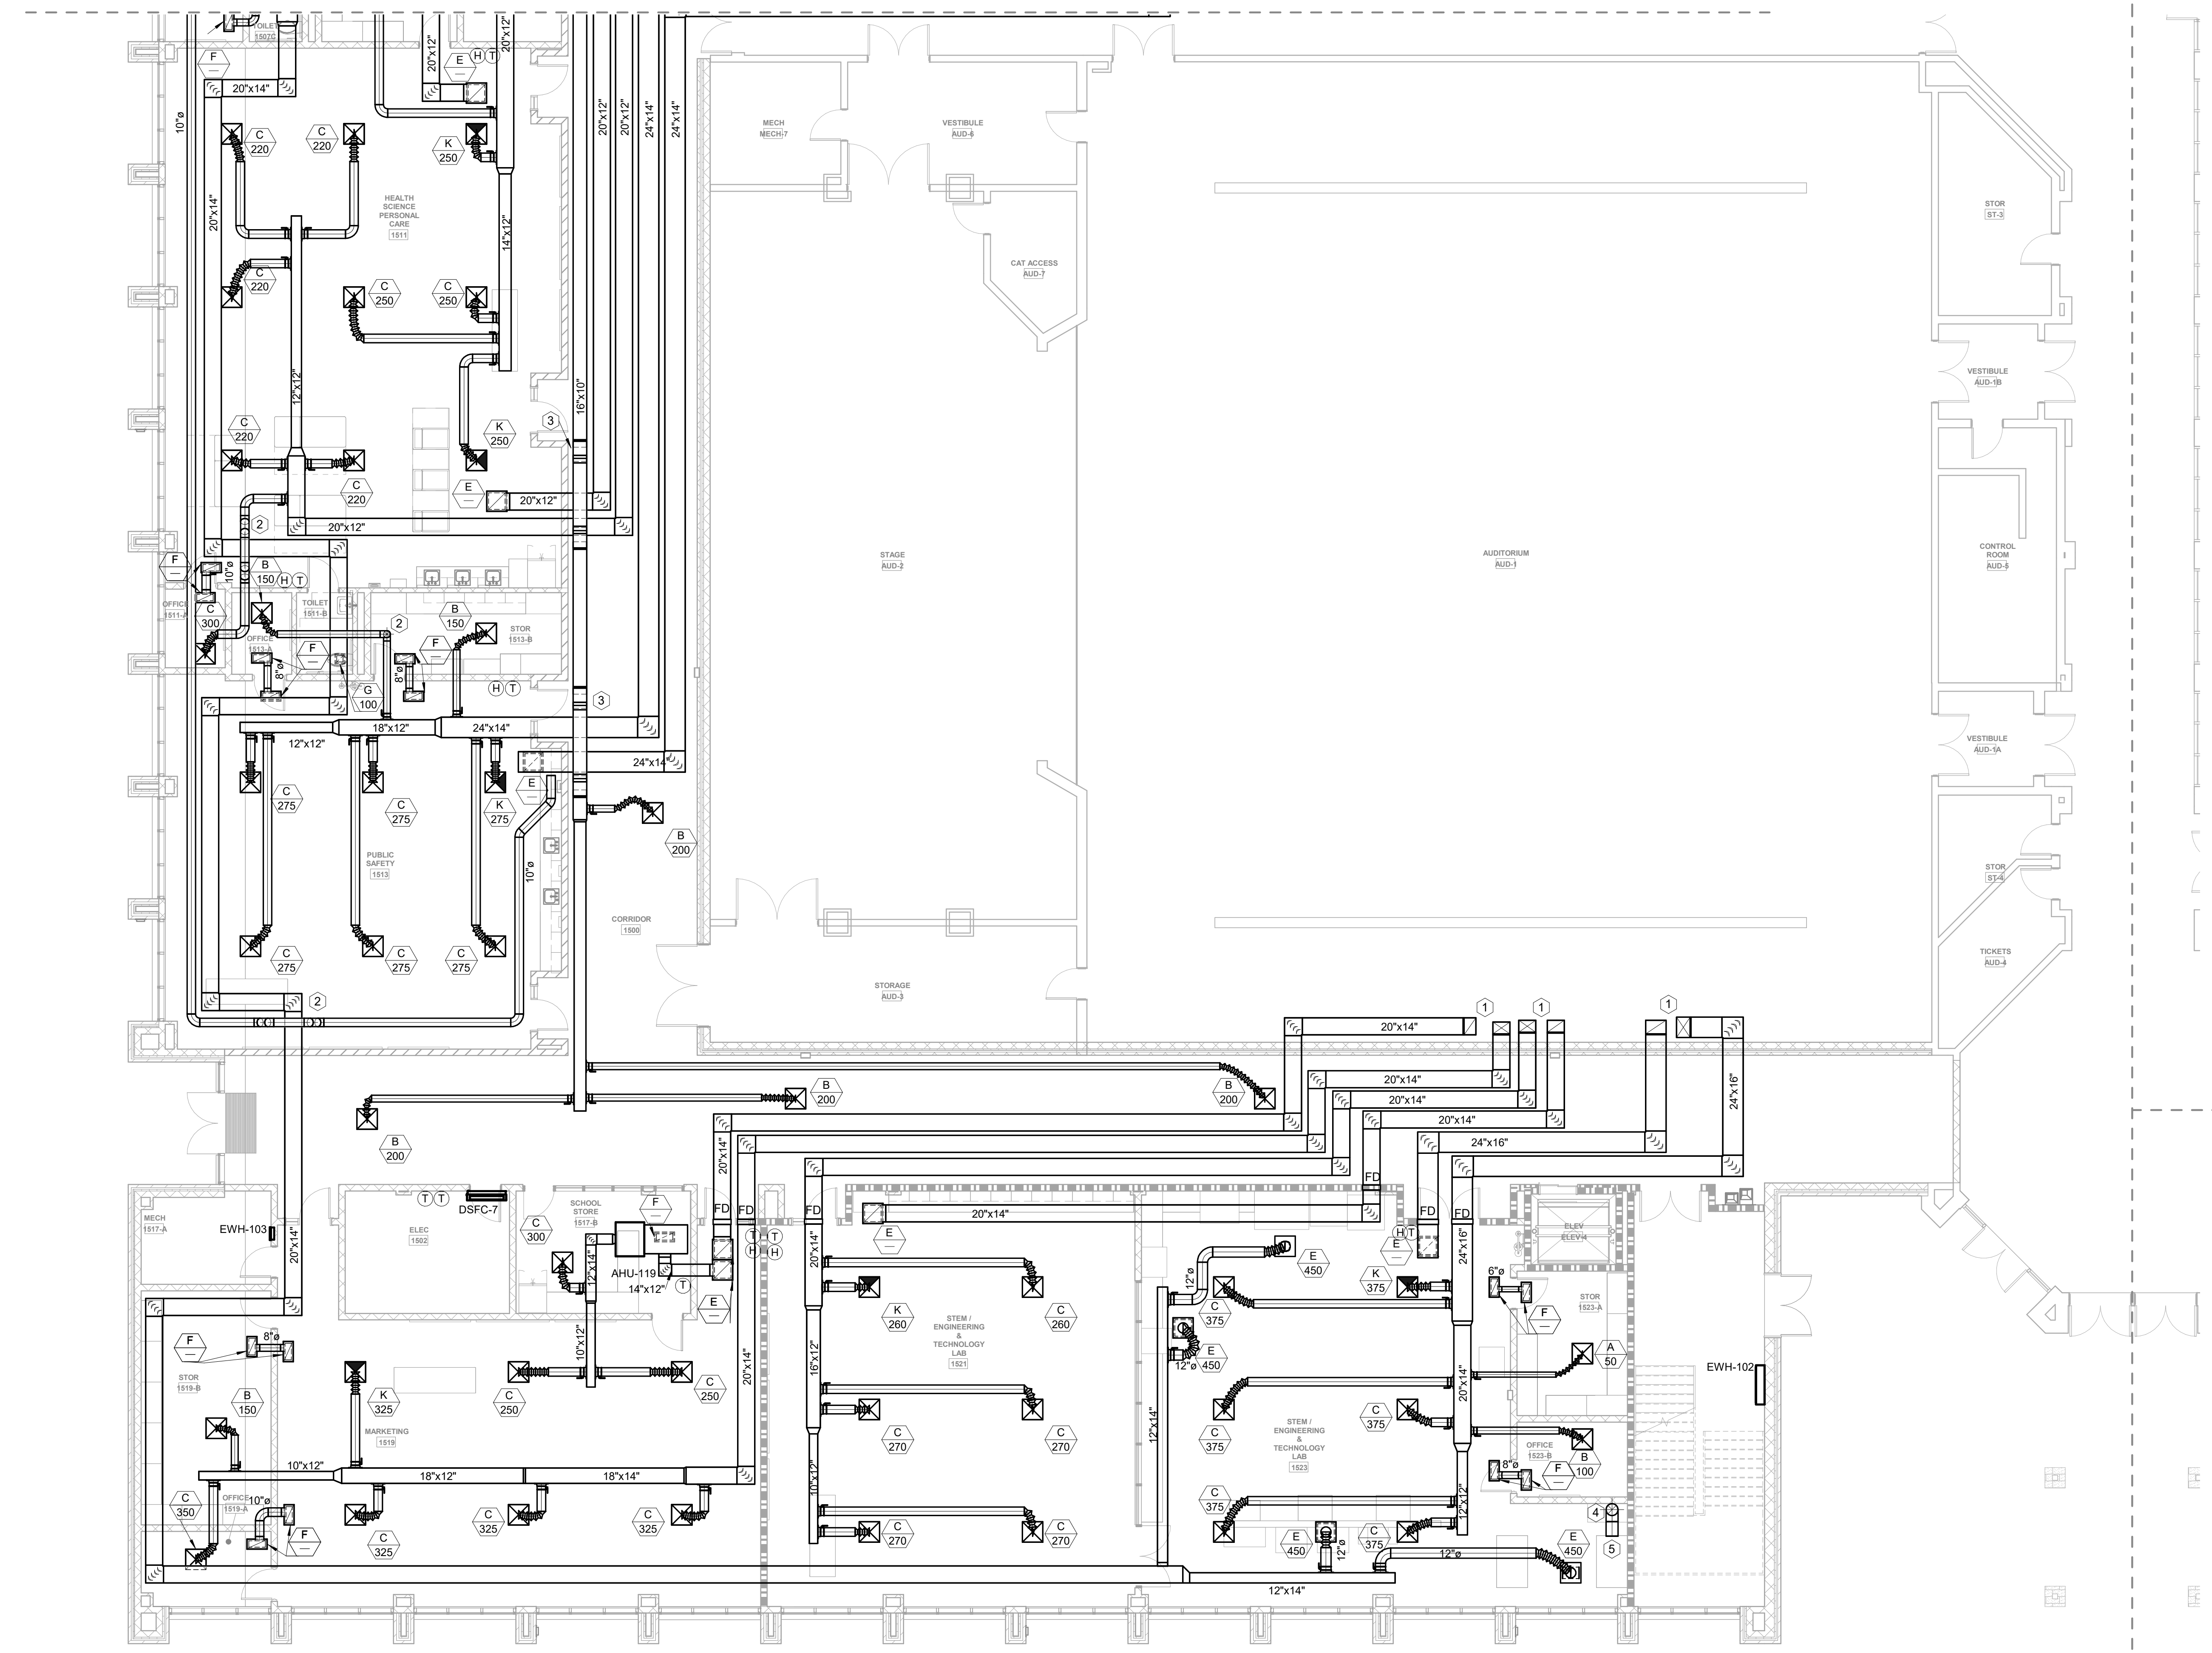 TOILET
1507C
F
—
20"x14"
20"x12"
E
—
H
T
20"x12"
10"ø
20"x12"
20"x12"
24"x14"
24"x14"
C
220
C
220
K
250
MECH
MECH-7
VESTIBULE
AUD-6
HEALTH
SCIENCE
PERSONAL
CARE
1511
20"x14"
14"x12"
STOR
ST-3
CAT ACCESS
AUD-7
C
220
C
250
C
250
12"x12"
16"x10"
VESTIBULE
AUD-1B
C
220
K
250
3
C
220
E
—
20"x12"
2
20"x12"
F
—
10"ø
B
150
H
T
STAGE
AUD-2
AUDITORIUM
AUD-1
CONTROL
ROOM
AUD-5
OFFICE
1511-A
C
300
TOILET
1511-B
B
150
2
STOR
1513-B
OFFICE
1513-A
F
—
F
—
8"ø
8"ø
G
100
H
T
3
12"x12"
18"x12"
24"x14"
24"x14"
VESTIBULE
AUD-1A
C
275
C
275
K
275
E
—
B
200
PUBLIC
SAFETY
1513
10"ø
STOR
ST-4
CORRIDOR
1500
C
275
C
275
C
275
TICKETS
AUD-4
STORAGE
AUD-3
2
1
1
1
20"x14"
B
200
B
200
20"x14"
20"x14"
20"x14"
24"x16"
24"x16"
B
200
20"x14"
FD
MECH
1517-A
EWH-103
20"x14"
ELEC
1502
T
T
DSFC-7
SCHOOL
STORE
1517-B
C
300
F
—
AHU-119
12"x14"
14"x12"
T
E
—
FD
FD
FD
T
T
H
H
20"x14"
20"x14"
E
—
FD
FD
H
T
E
—
24"x16"
ELEV
ELEV-4
12"ø
E
450
K
375
6"ø
STOR
1523-A
F
—
F
—
8"ø
K
260
C
260
C
375
STEM /
ENGINEERING
&
TECHNOLOGY
LAB
1521
10"x12"
16"x12"
20"x14"
E
450
12"ø
A
50
EWH-102
STOR
1519-B
B
150
K
325
C
250
C
250
20"x14"
MARKETING
1519
C
270
C
270
12"x14"
C
375
C
375
STEM /
ENGINEERING
&
TECHNOLOGY
LAB
1523
OFFICE
1523-B
B
100
8"ø
F
—
10"x12"
18"x12"
18"x14"
10"x12"
12"x12"
C
350
OFFICE
1519-A
10"ø
F
—
C
325
C
325
C
325
C
270
C
270
C
375
E
450
12"ø
C
375
12"ø
E
450
4
5
12"x14"